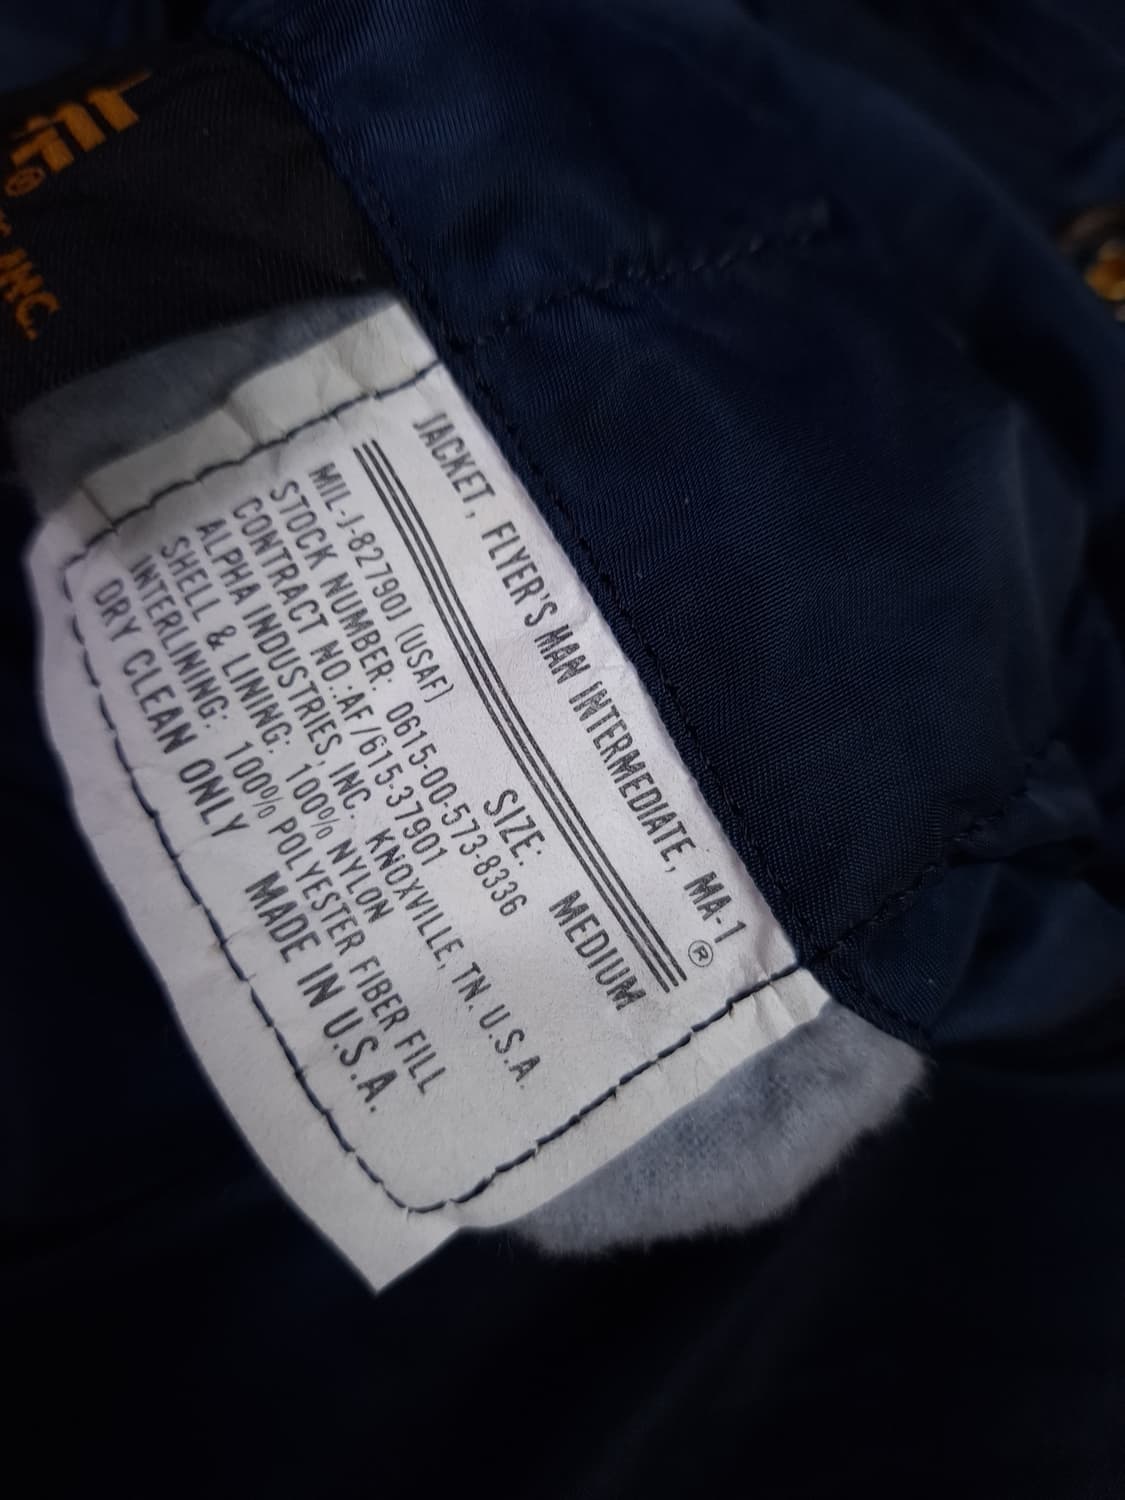 INC.
JACKET, FLYER'S MAN INTERMEDIATE, MA-1 ®
MIL-J-82790J (USAF) SIZE: MEDIUM
STOCK NUMBER: 0615-00-573-8336
CONTRACT NO.:AF/615-37901
ALPHA INDUSTRIES, INC. KNOXVILLE, TN. U.S.A.
SHELL & LINING: 100% NYLON
INTERLINING: 100% POLYESTER FIBER FILL
DRY CLEAN ONLY MADE IN U.S.A.